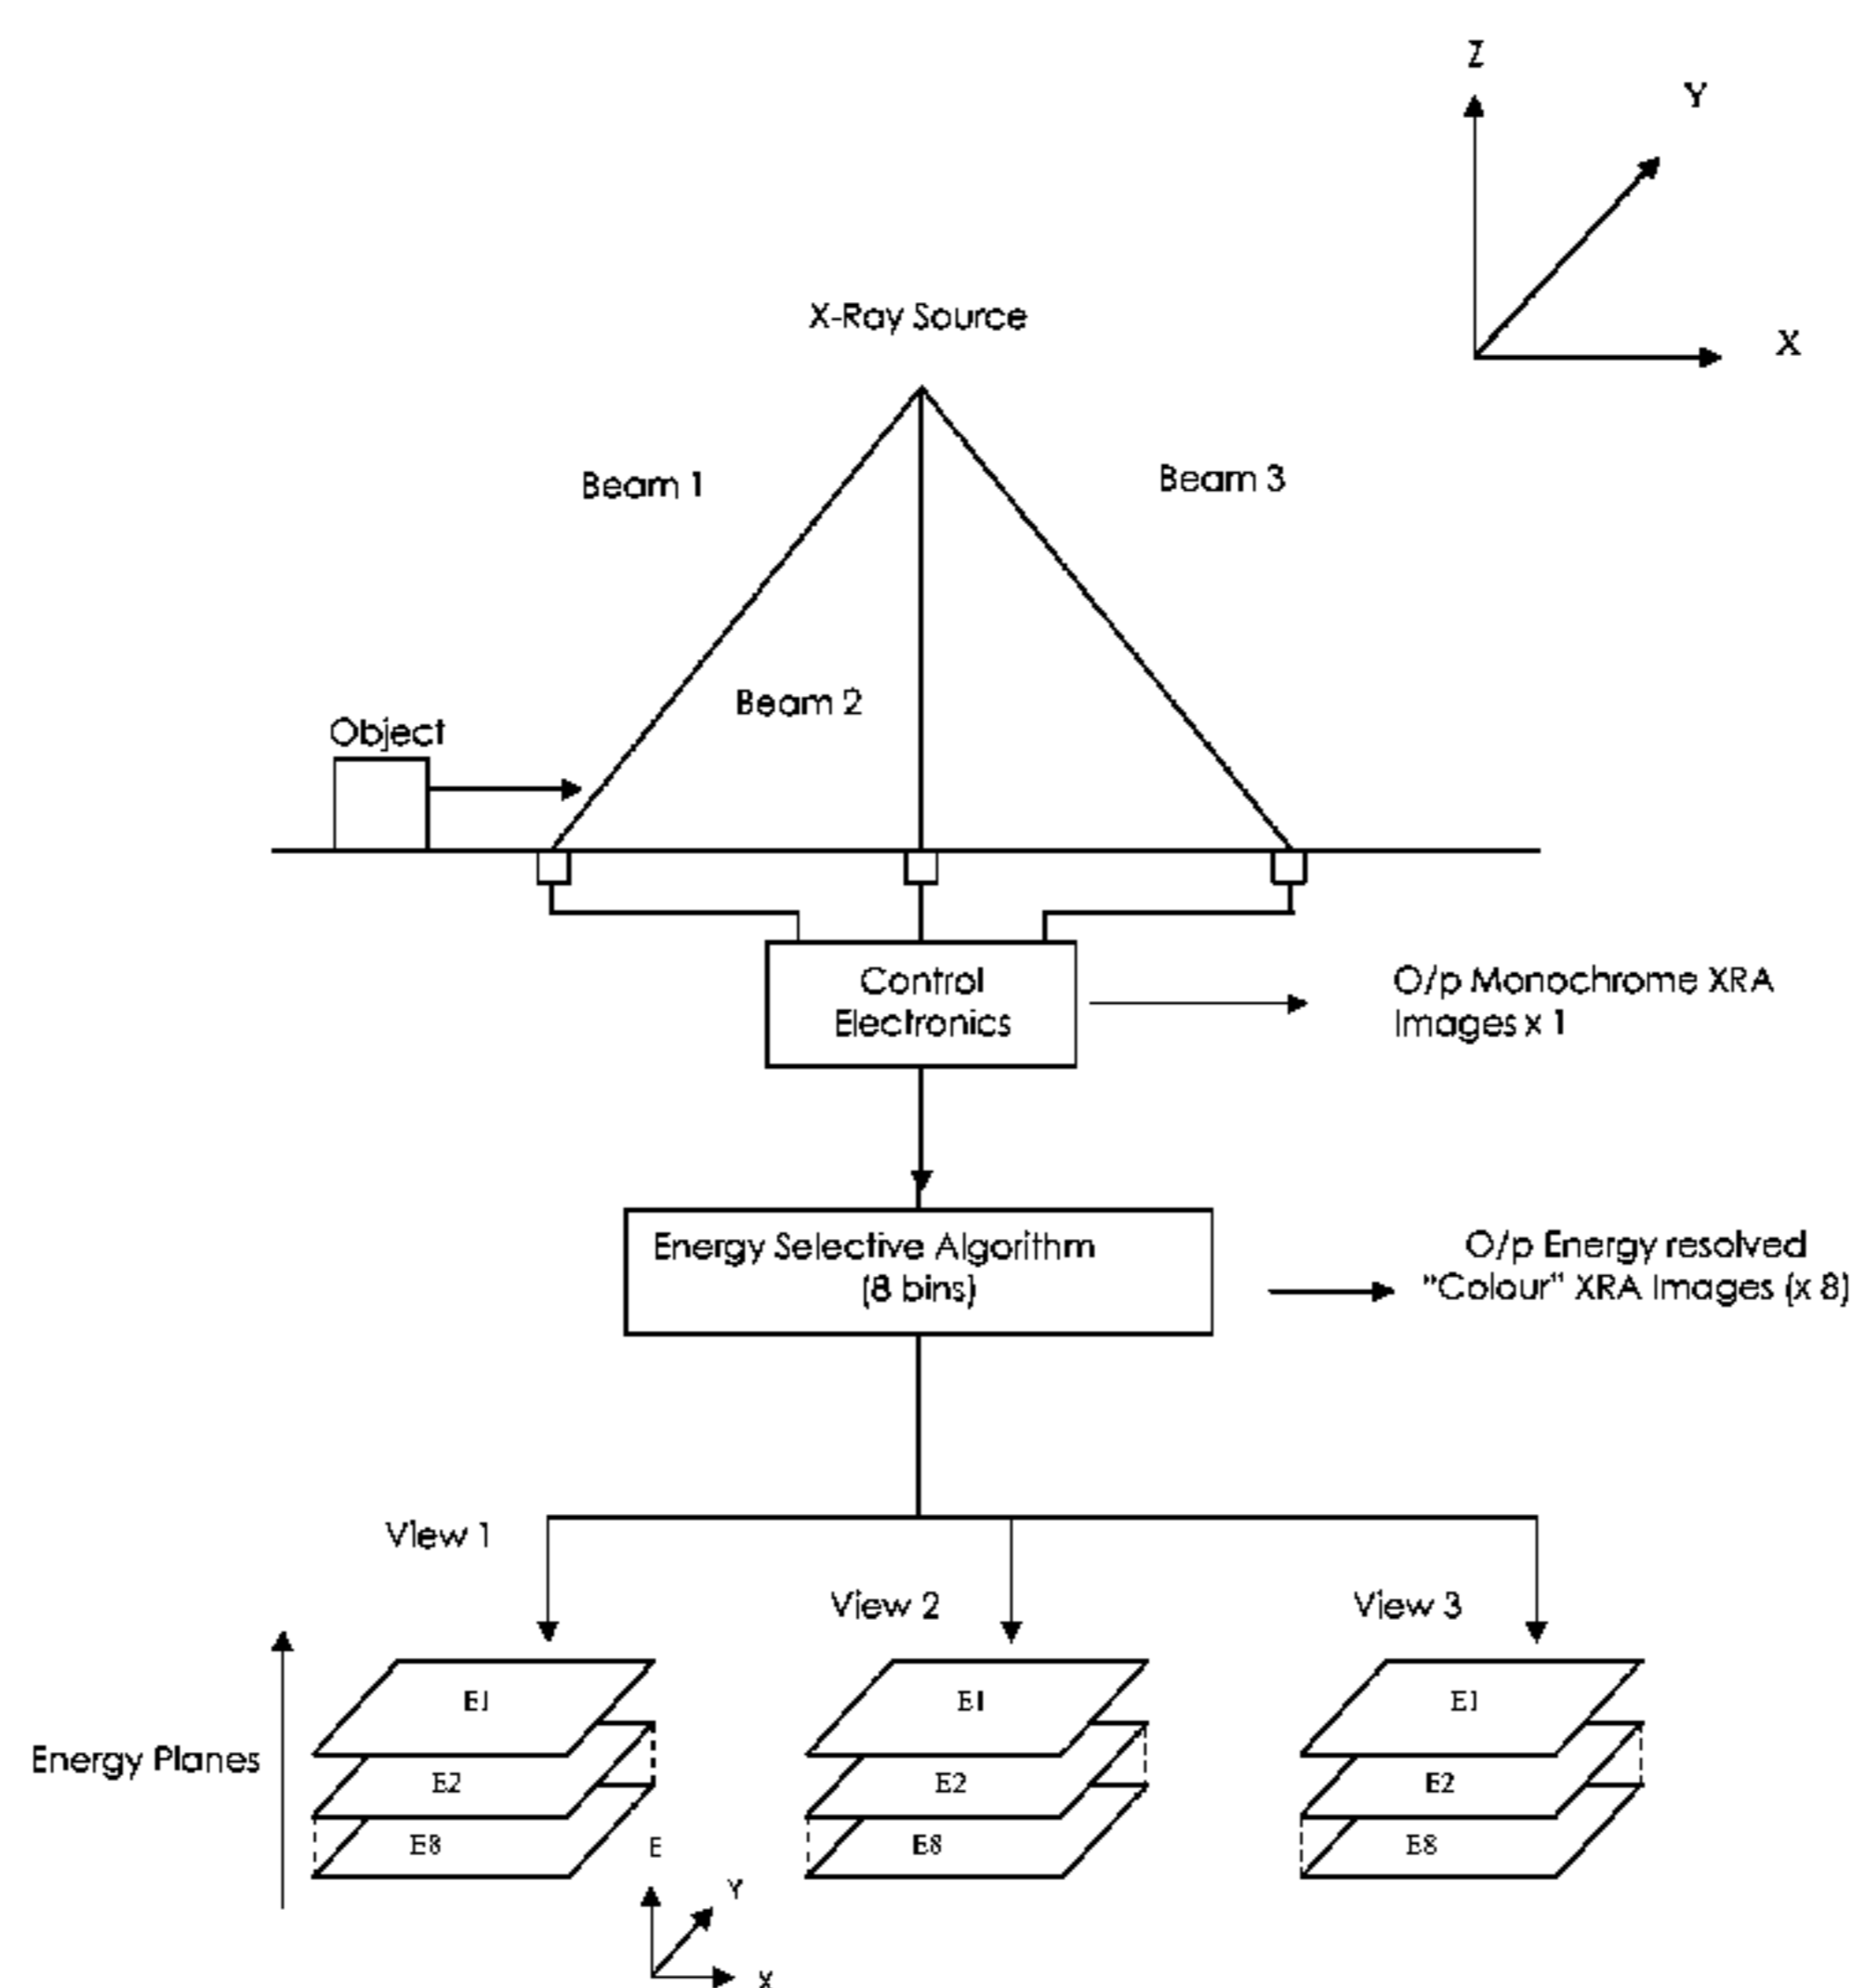 Z
Y
X
X-Ray Source
Beam 1
Beam 3
Beam 2
Object
Control
Electronics
O/p Monochrome XRA
Images x 1
Energy Selective Algorithm
(8 bins)
O/p Energy resolved
"Colour" XRA Images (x 8)
View 1
View 2
View 3
Energy Planes
E1
E2
E8
E1
E2
E8
E1
E2
E8
E
Y
X